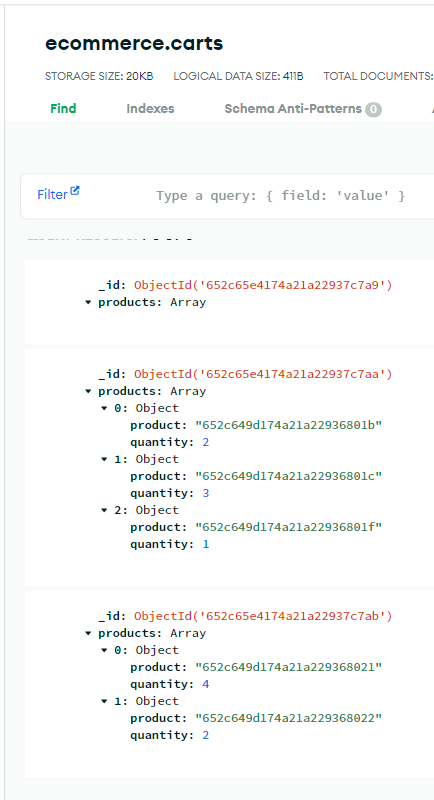 ecommerce.carts
STORAGE SIZE: 20KB LOGICAL DATA SIZE: 411B TOTAL DOCUMENTS:
Find Indexes Schema Anti-Patterns 0
Filter Type a query: { field: 'value' }
_id: ObjectId('652c65e4174a21a22937c7a9')
products: Array
_id: ObjectId('652c65e4174a21a22937c7aa')
products: Array
0: Object
product: "652c649d174a21a22936801b"
quantity: 2
1: Object
product: "652c649d174a21a22936801c"
quantity: 3
2: Object
product: "652c649d174a21a22936801f"
quantity: 1
_id: ObjectId('652c65e4174a21a22937c7ab')
products: Array
0: Object
product: "652c649d174a21a229368021"
quantity: 4
1: Object
product: "652c649d174a21a229368022"
quantity: 2